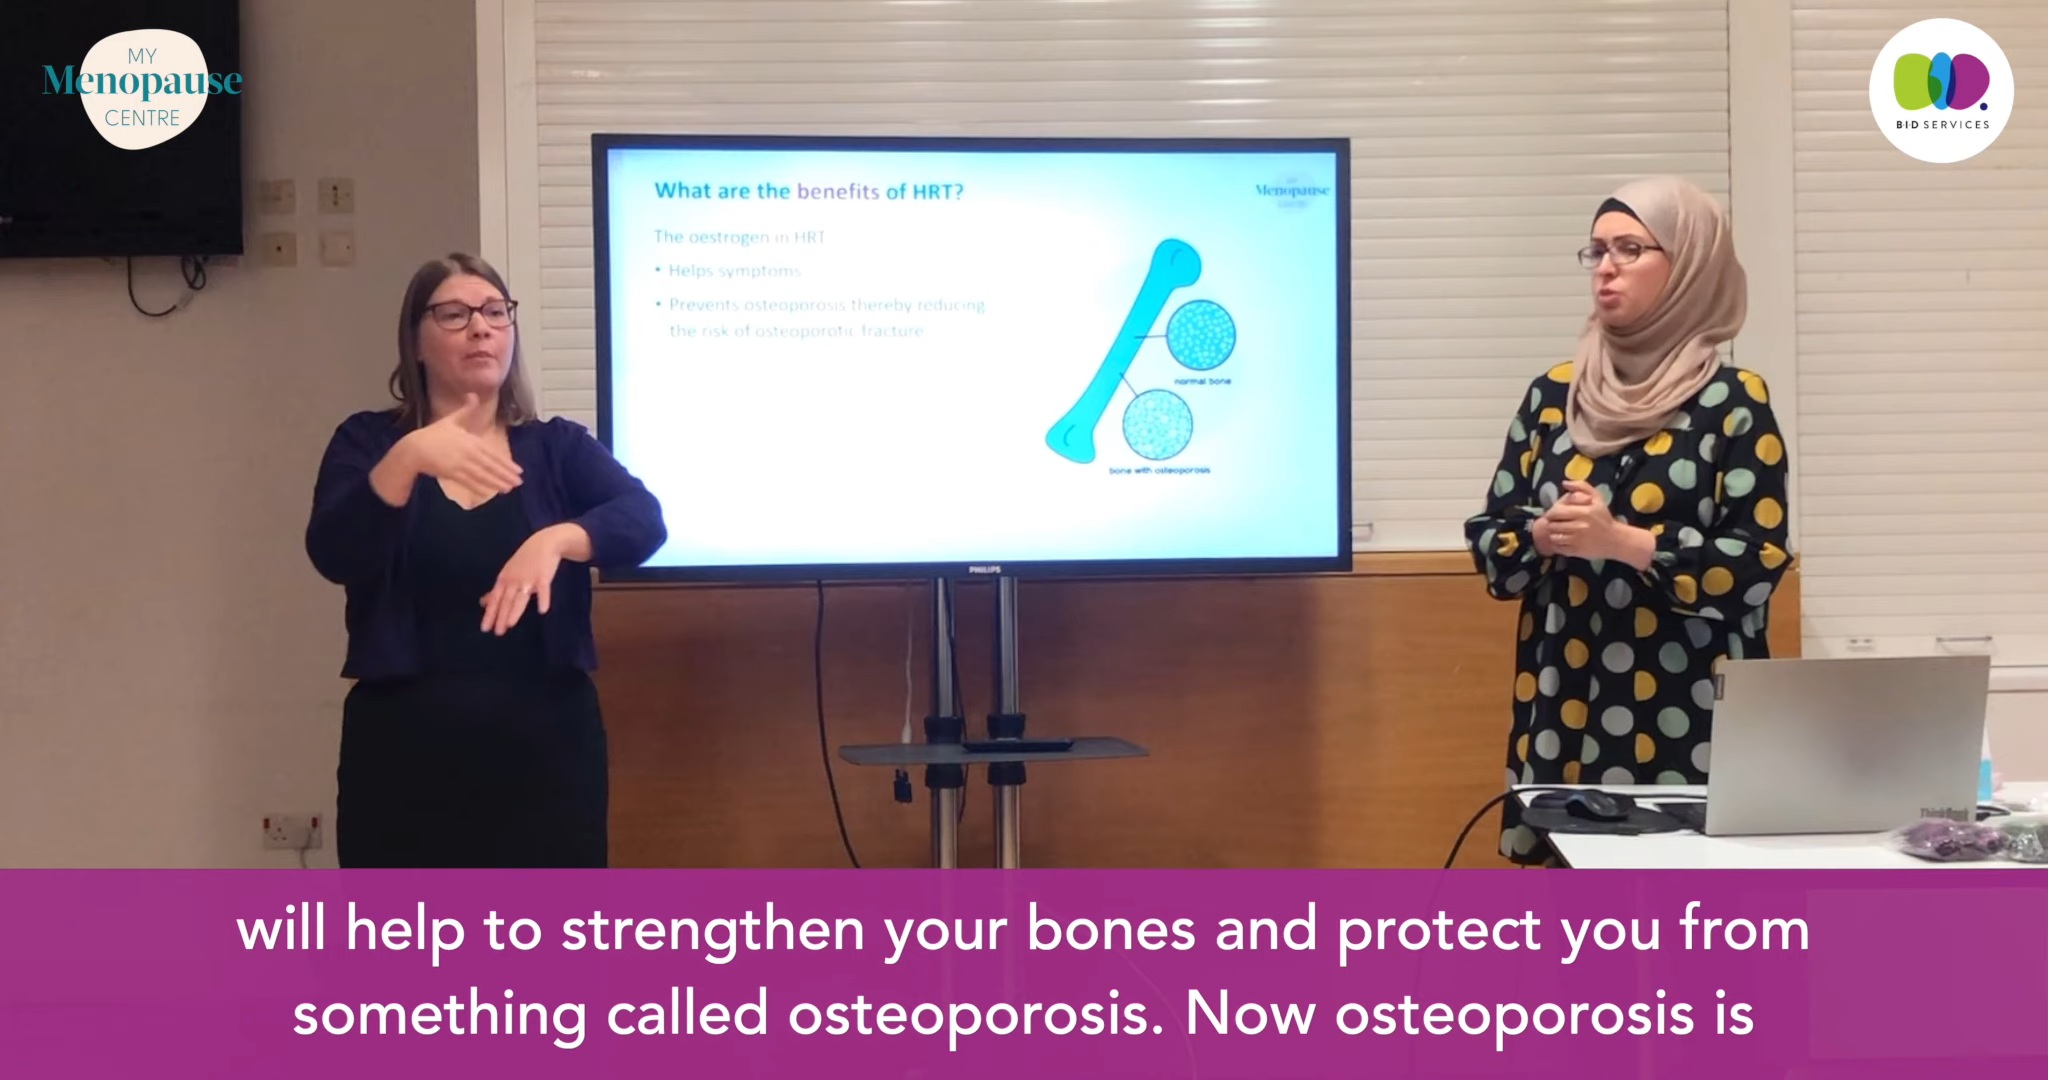 MY
Menopause
CENTRE
BID SERVICES
What are the benefits of HRT?
Menopause
The oestrogen in HRT
• Helps symptoms
• Prevents osteoporosis thereby reducing
the risk of osteoporotic fracture
normal bone
bone with osteoporosis
PHILIPS
ThinkBook
will help to strengthen your bones and protect you from
something called osteoporosis. Now osteoporosis is